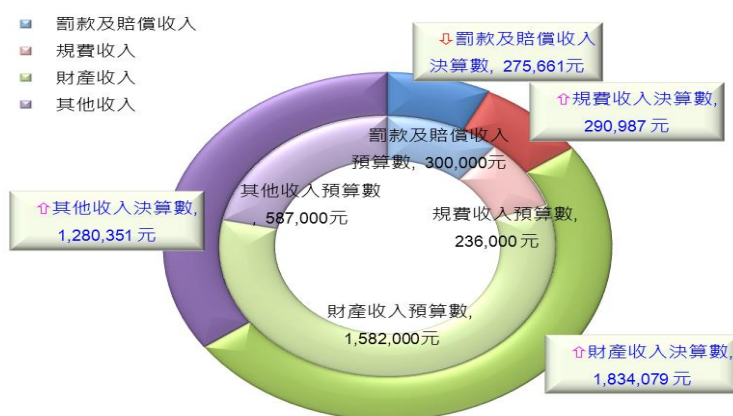 罰款及賠償收入
規費收入
財產收入
其他收入
⇩罰款及賠償收入
決算數, 275,661元
⇧規費收入決算數,
290,987 元
罰款及賠償收入
預算數, 300,000元
其他收入預算數
, 587,000元
規費收入預算數,
236,000 元
⇧其他收入決算數,
1,280,351 元
財產收入預算數,
1,582,000元
⇧財產收入決算數,
1,834,079 元